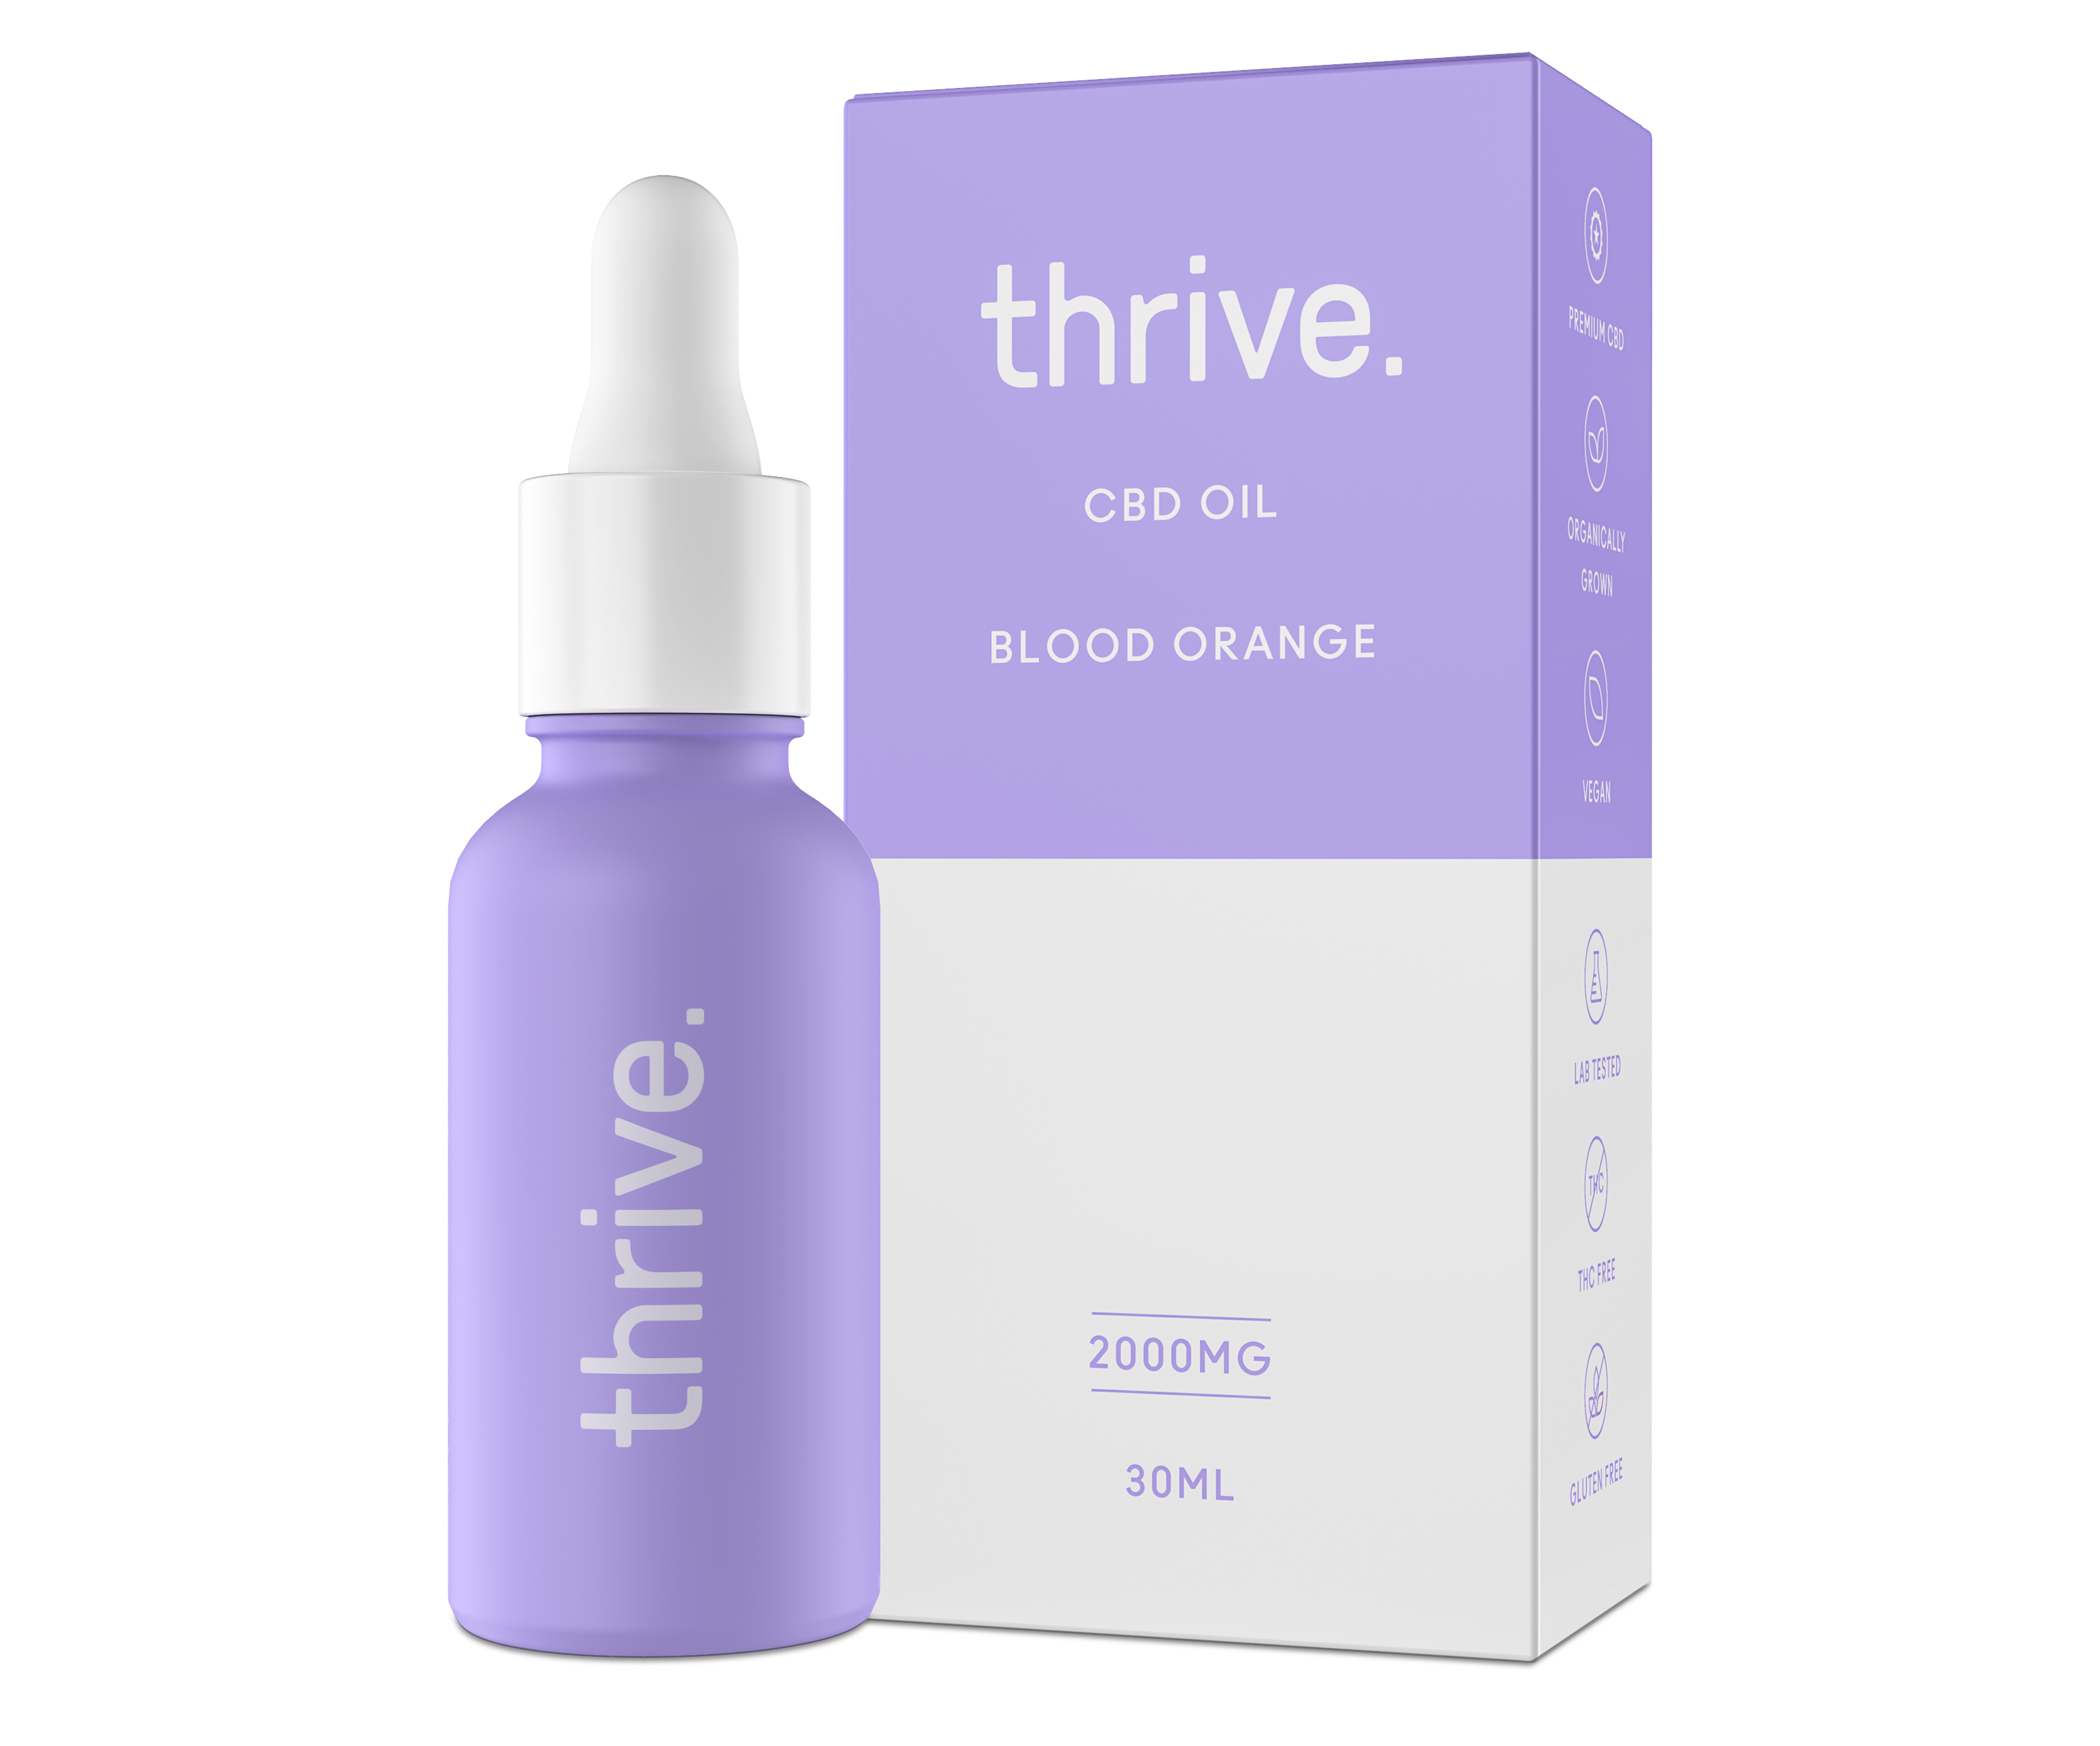 thrive.
thrive.
CBD OIL
BLOOD ORANGE
2000MG
30ML
PREMIUM CBD
ORGANICALLY
GROWN
VEGAN
LAB TESTED
THC
THC FREE
GLUTEN FREE